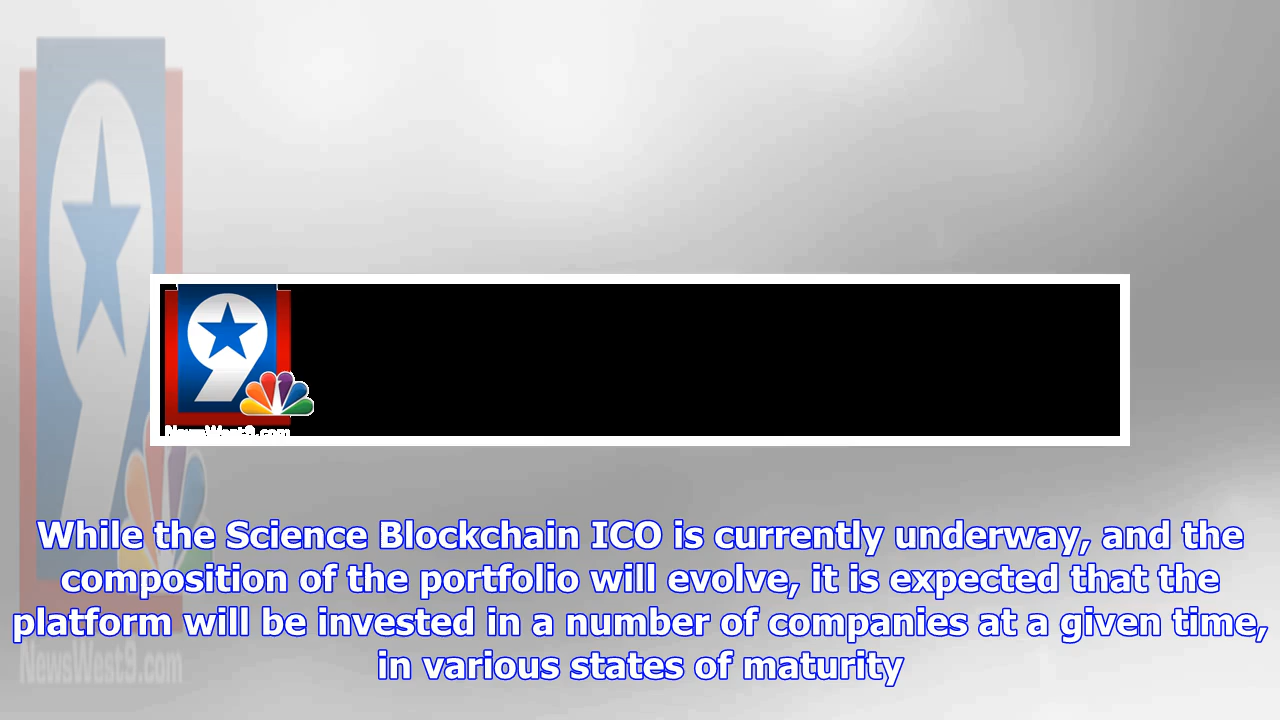 9
9
NewsWest9.com
While the Science Blockchain ICO is currently underway, and the
composition of the portfolio will evolve, it is expected that the
platform will be invested in a number of companies at a given time,
in various states of maturity
NewsWest9.com